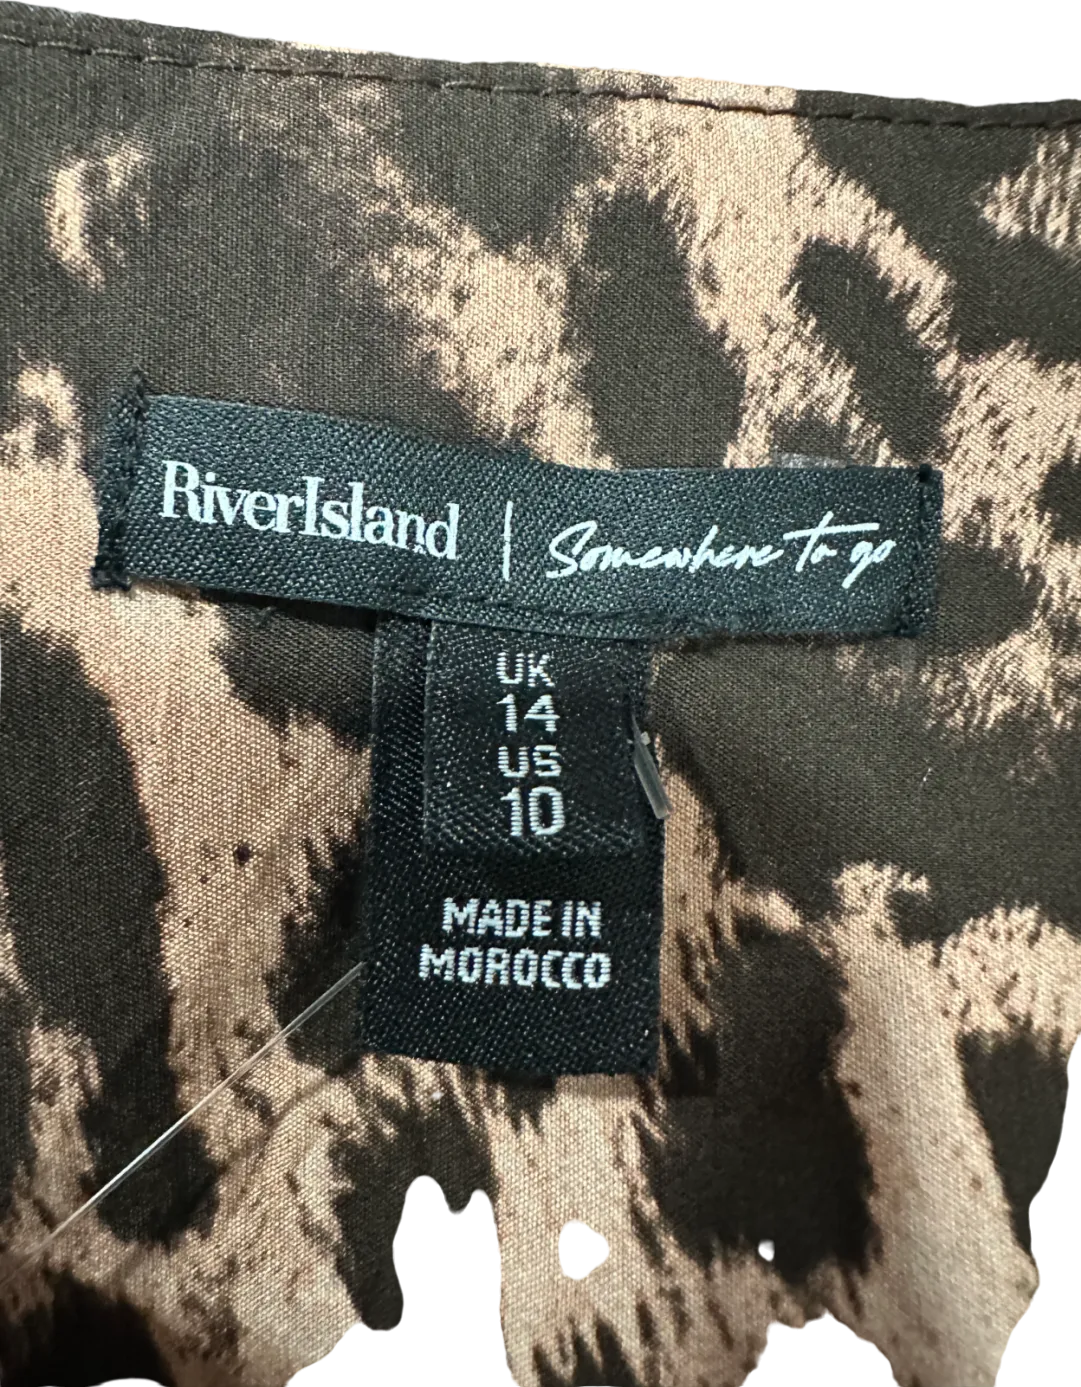 RiverIsland | Somewhere to go
UK
14
US
10
MADE IN
MOROCCO